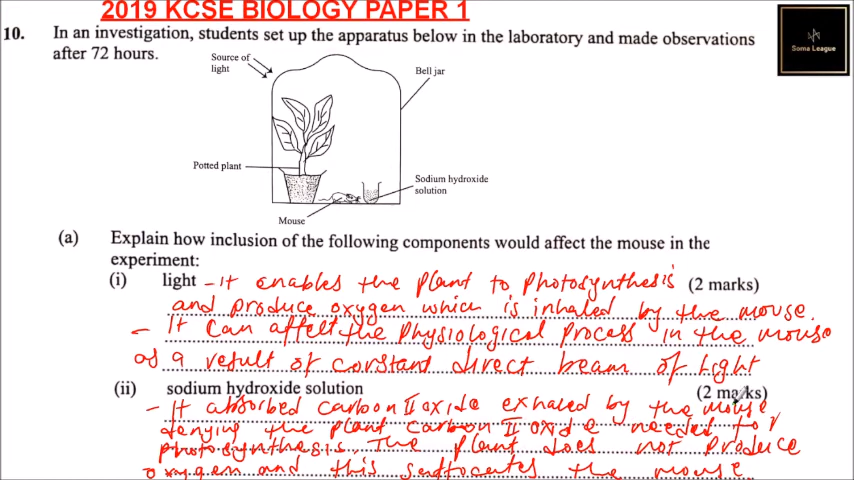 2019 KCSE BIOLOGY PAPER 1
10. In an investigation, students set up the apparatus below in the laboratory and made observations
after 72 hours.
Soma League
Source of
light
Bell jar
Potted plant
Sodium hydroxide
solution
Mouse
(a) Explain how inclusion of the following components would affect the mouse in the
experiment:
(i) light - It enables the plant to photosynthesis (2 marks)
and produce oxygen which is inhaled by the mouse.
- It can affect the physiological process in the mouse
as a result of constant direct beam of light
(ii) sodium hydroxide solution (2 marks)
- It absorbed carbon II oxide exhaled by the mouse
denying the plant carbon II oxide needed for
photosynthesis. The plant does not produce
oxygen and this suffocates the mouse.